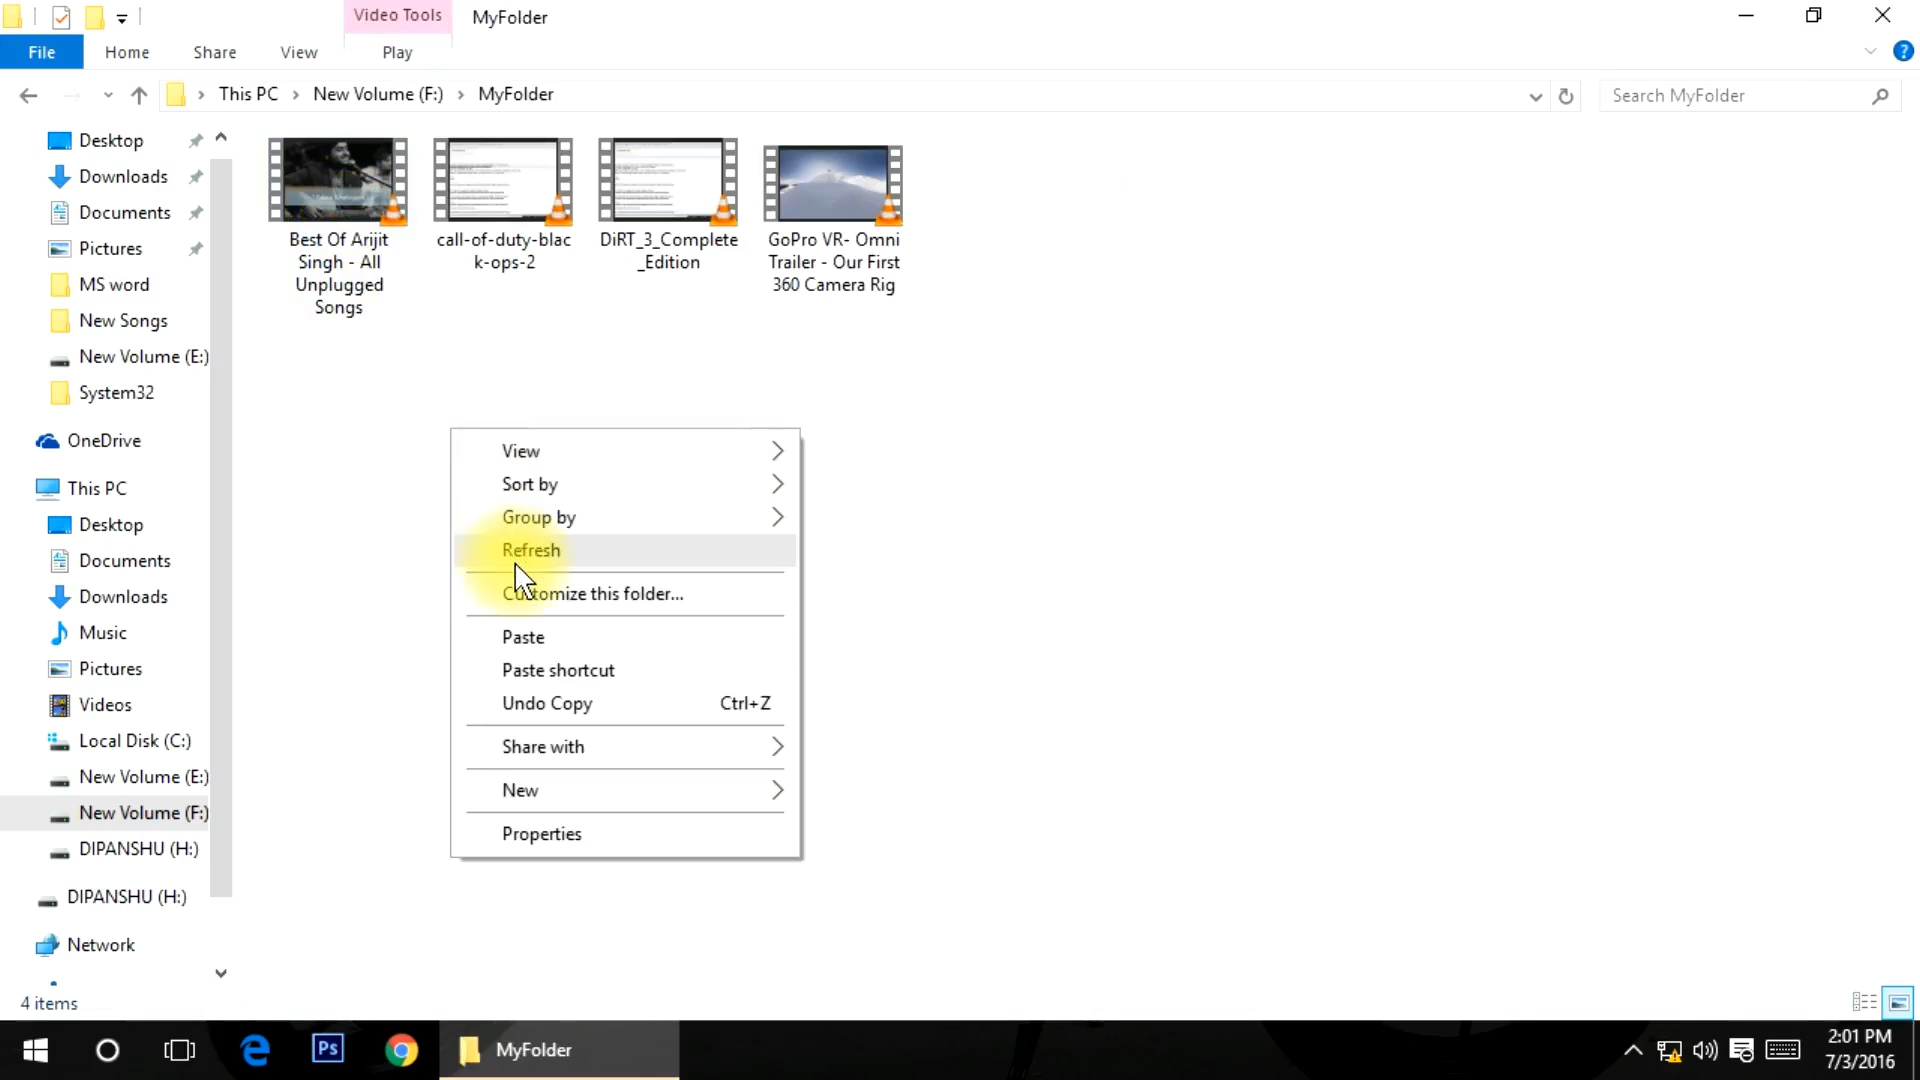 Video Tools
MyFolder
File
Home
Share
View
Play
This PC
New Volume (F:)
MyFolder
Search MyFolder
Desktop
Downloads
Documents
Pictures
MS word
New Songs
New Volume (E:)
System32
OneDrive
This PC
Desktop
Documents
Downloads
Music
Pictures
Videos
Local Disk (C:)
New Volume (E:)
New Volume (F:)
DIPANSHU (H:)
DIPANSHU (H:)
Network
Best Of Arijit
Singh - All
Unplugged
Songs
call-of-duty-blac
k-ops-2
DiRT_3_Complete
_Edition
GoPro VR- Omni
Trailer - Our First
360 Camera Rig
View
Sort by
Group by
Refresh
Customize this folder...
Paste
Paste shortcut
Undo Copy Ctrl+Z
Share with
New
Properties
4 items
Ps
MyFolder
2:01 PM
7/3/2016